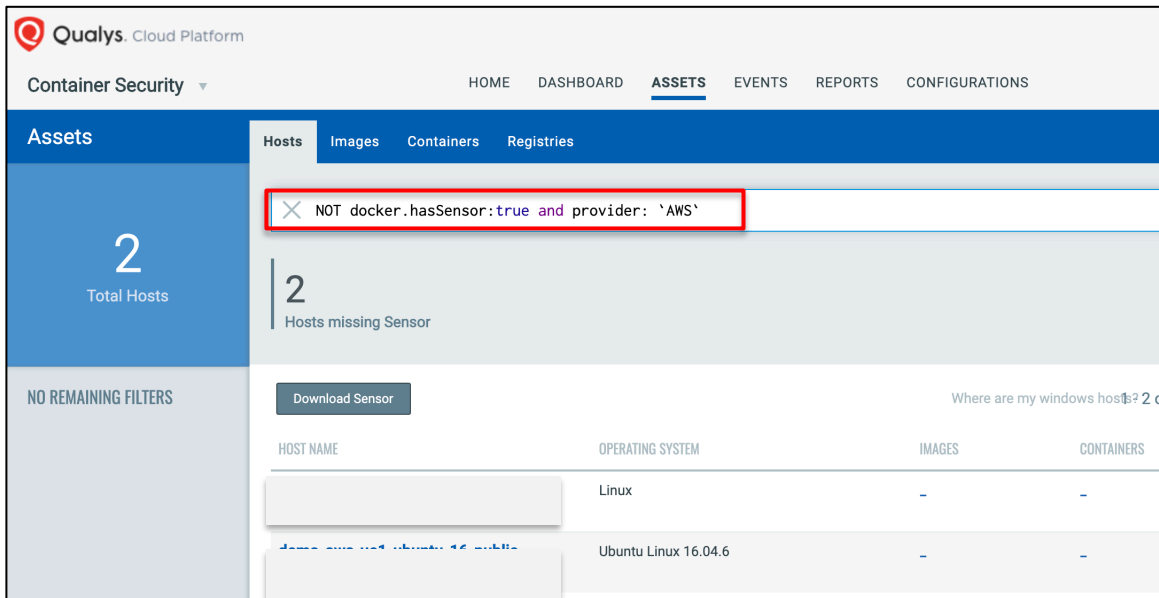 Qualys. Cloud Platform
Container Security
HOME DASHBOARD ASSETS EVENTS REPORTS CONFIGURATIONS
Assets
Hosts Images Containers Registries
NOT docker.hasSensor:true and provider: `AWS`
2
Total Hosts
2
Hosts missing Sensor
NO REMAINING FILTERS
Download Sensor
Where are my windows hosts? 1 - 2
HOST NAME OPERATING SYSTEM IMAGES CONTAINERS
Linux - -
Ubuntu Linux 16.04.6 - -